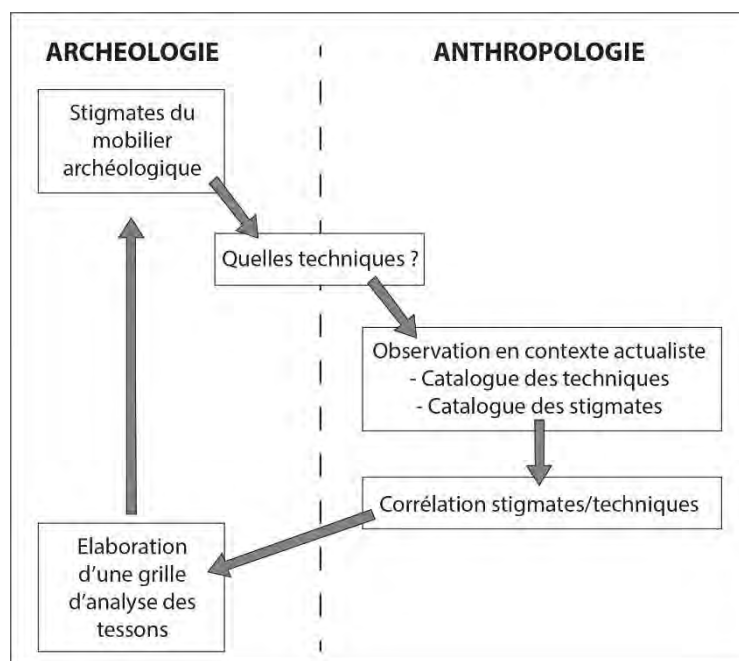 ARCHEOLOGIE
ANTHROPOLOGIE
Stigmates du
mobilier
archéologique
Quelles techniques ?
Observation en contexte actualiste
- Catalogue des techniques
- Catalogue des stigmates
Corrélation stigmates/techniques
Elaboration
d'une grille
d'analyse des
tessons